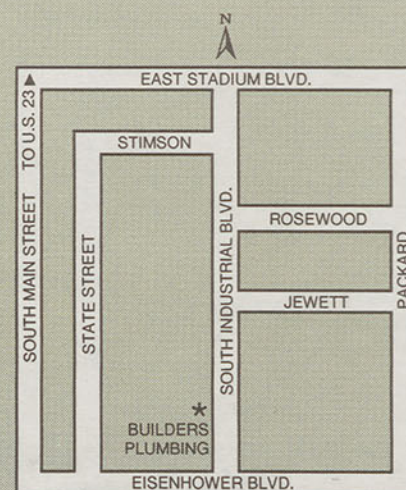 N
EAST STADIUM BLVD.
TO U.S. 23
STIMSON
SOUTH MAIN STREET
STATE STREET
SOUTH INDUSTRIAL BLVD.
ROSEWOOD
PACKARD
JEWETT
*
BUILDERS
PLUMBING
EISENHOWER BLVD.